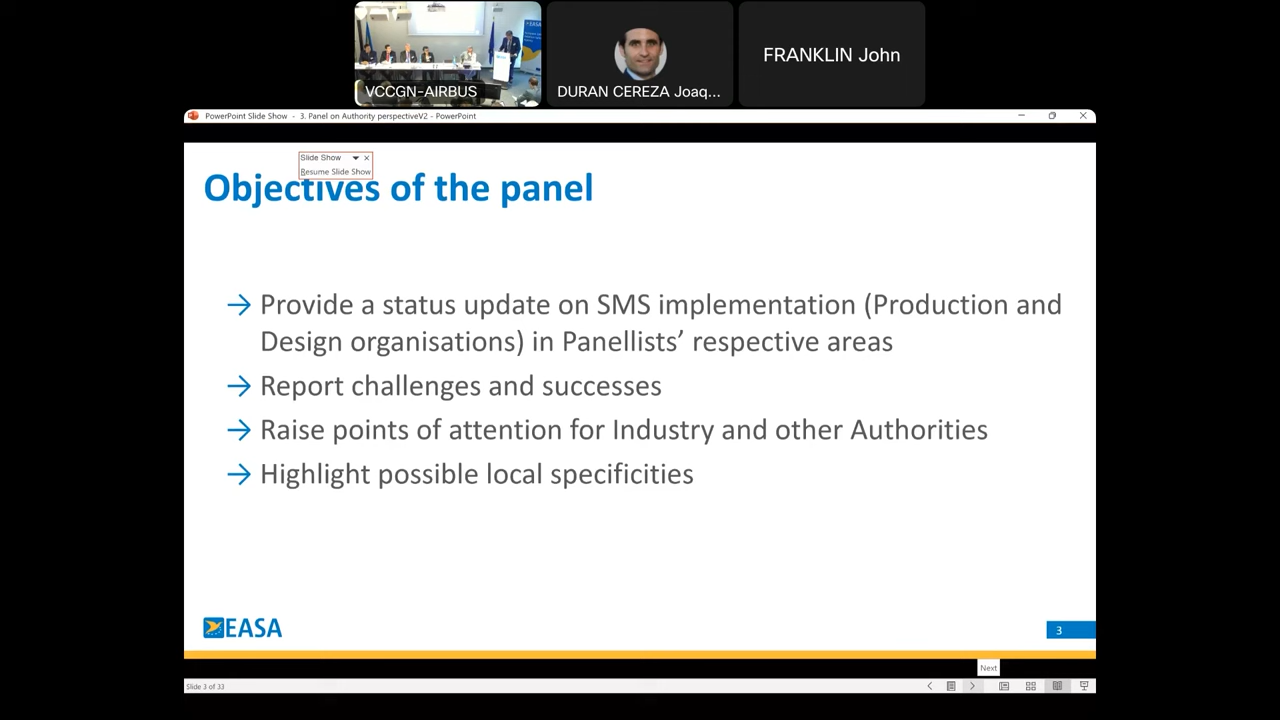 VCCGN-AIRBUS
DURAN CEREZA Joaq...
FRANKLIN John
PowerPoint Slide Show - 3. Panel on Authority perspectiveV2 - PowerPoint
Slide Show
Resume Slide Show
Objectives of the panel
→ Provide a status update on SMS implementation (Production and
Design organisations) in Panellists’ respective areas
→ Report challenges and successes
→ Raise points of attention for Industry and other Authorities
→ Highlight possible local specificities
EASA
3
Next
Slide 3 of 33